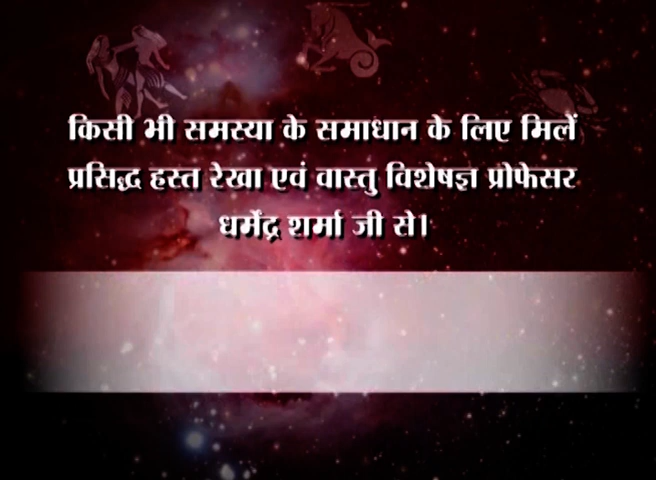 किसी भी समस्या के समाधान के लिए मिलें
प्रसिद्ध हस्त रेखा एवं वास्तु विशेषज्ञ प्रोफेसर
धर्मेंद्र शर्मा जी से।